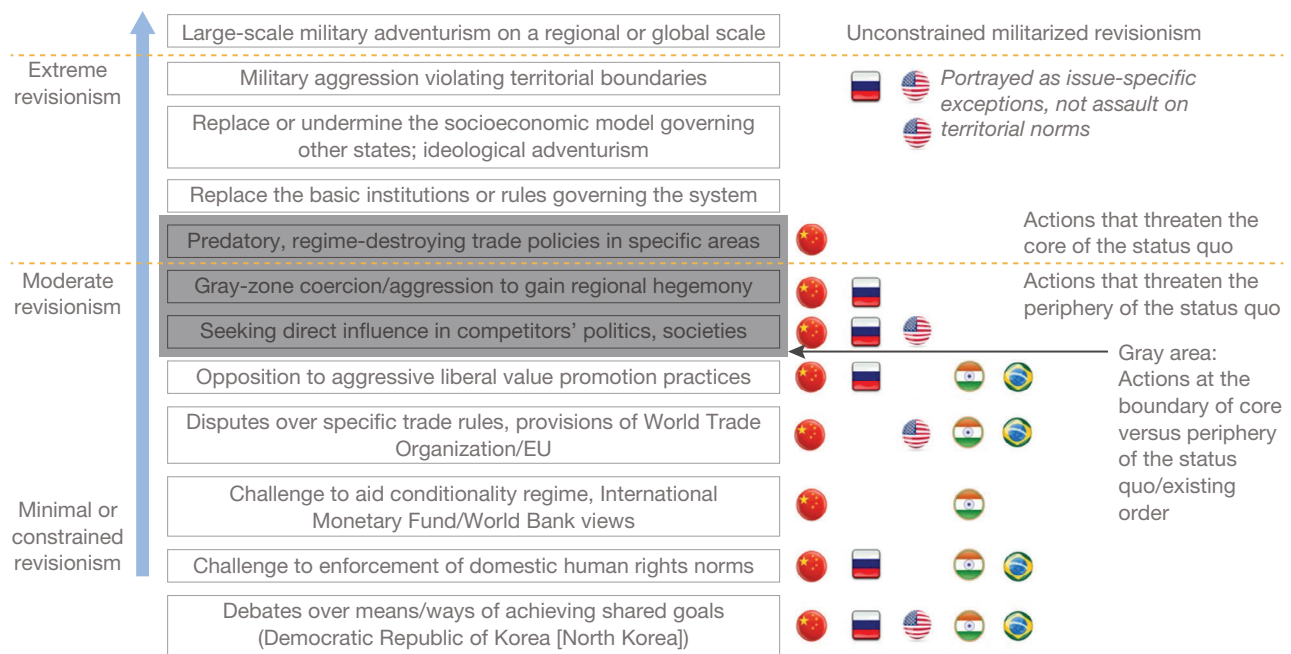 Large-scale military adventurism on a regional or global scale
Unconstrained militarized revisionism
Extreme
revisionism
Military aggression violating territorial boundaries
Portrayed as issue-specific
exceptions, not assault on
territorial norms
Replace or undermine the socioeconomic model governing
other states; ideological adventurism
Replace the basic institutions or rules governing the system
Predatory, regime-destroying trade policies in specific areas
Actions that threaten the
core of the status quo
Moderate
revisionism
Gray-zone coercion/aggression to gain regional hegemony
Actions that threaten the
periphery of the status quo
Seeking direct influence in competitors’ politics, societies
Gray area:
Actions at the
boundary of core
versus periphery
of the status
quo/existing
order
Opposition to aggressive liberal value promotion practices
Disputes over specific trade rules, provisions of World Trade
Organization/EU
Minimal or
constrained
revisionism
Challenge to aid conditionality regime, International
Monetary Fund/World Bank views
Challenge to enforcement of domestic human rights norms
Debates over means/ways of achieving shared goals
(Democratic Republic of Korea [North Korea])